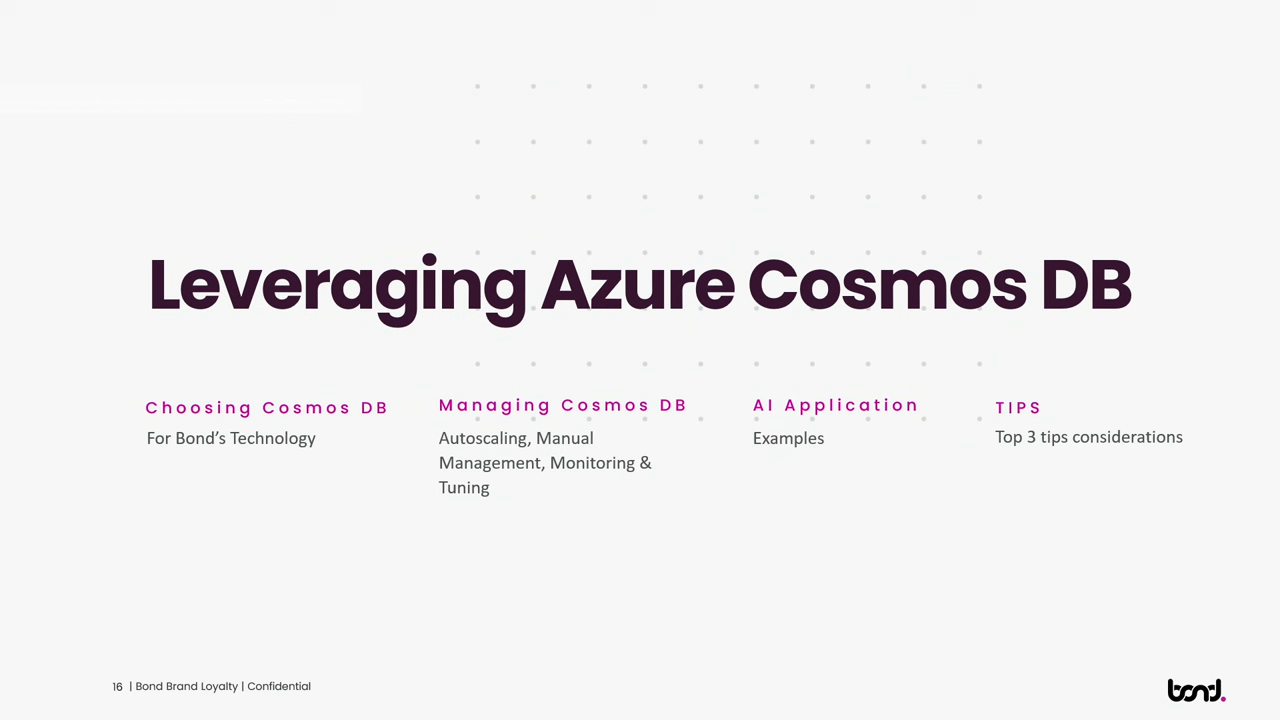 Leveraging Azure Cosmos DB
Choosing Cosmos DB
For Bond's Technology
Managing Cosmos DB
Autoscaling, Manual
Management, Monitoring &
Tuning
AI Application
Examples
TIPS
Top 3 tips considerations
16 | Bond Brand Loyalty | Confidential
bond.